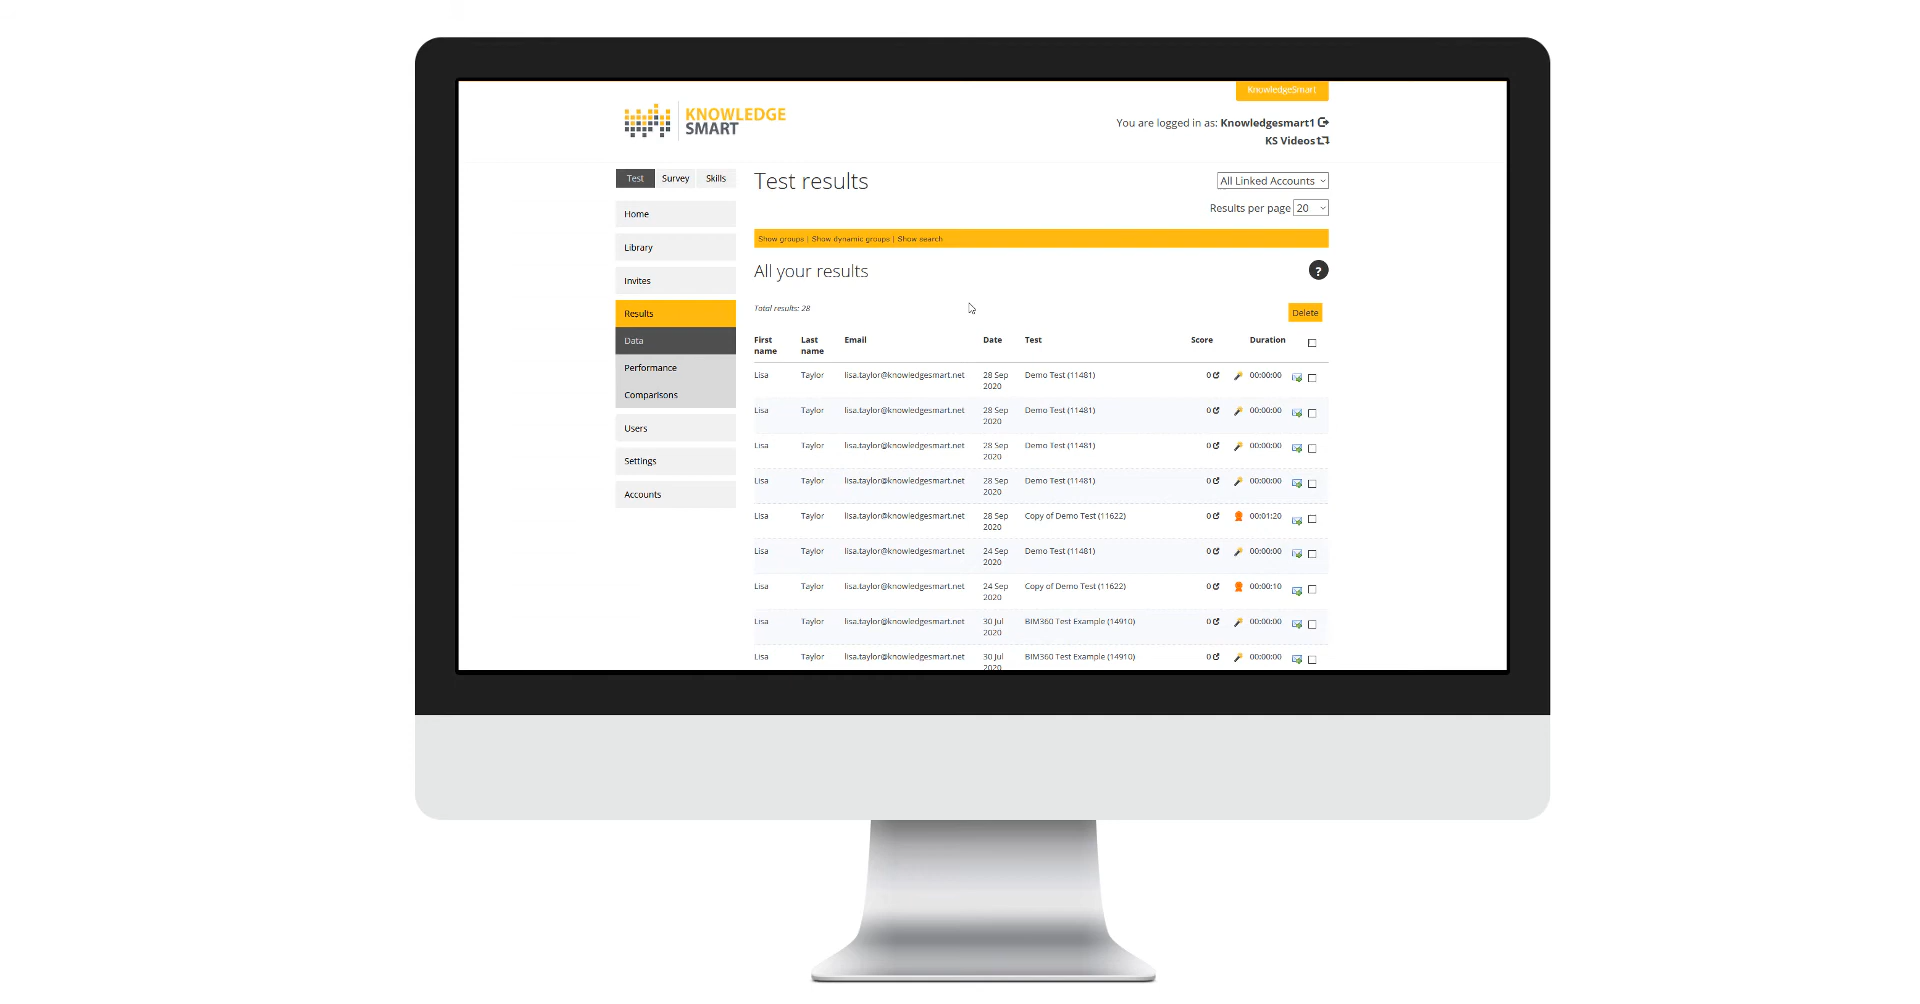 KnowledgeSmart
KNOWLEDGE
SMART
You are logged in as: Knowledgesmart1
KS Videos
Test Survey Skills
Test results
All Linked Accounts
Home
Results per page 20
Library
Show groups | Show dynamic groups | Show search
All your results
?
Invites
Total results: 28
Results
Delete
Data
First name Last name Email Date Test Score Duration
Performance
Comparisons
Users
Settings
Accounts
Lisa Taylor lisa.taylor@knowledgesmart.net 28 Sep 2020 Demo Test (11481) 0 00:00:00
Lisa Taylor lisa.taylor@knowledgesmart.net 28 Sep 2020 Demo Test (11481) 0 00:00:00
Lisa Taylor lisa.taylor@knowledgesmart.net 28 Sep 2020 Demo Test (11481) 0 00:00:00
Lisa Taylor lisa.taylor@knowledgesmart.net 28 Sep 2020 Demo Test (11481) 0 00:00:00
Lisa Taylor lisa.taylor@knowledgesmart.net 28 Sep 2020 Copy of Demo Test (11622) 0 00:01:20
Lisa Taylor lisa.taylor@knowledgesmart.net 24 Sep 2020 Demo Test (11481) 0 00:00:00
Lisa Taylor lisa.taylor@knowledgesmart.net 24 Sep 2020 Copy of Demo Test (11622) 0 00:00:10
Lisa Taylor lisa.taylor@knowledgesmart.net 30 Jul 2020 BIM360 Test Example (14910) 0 00:00:00
Lisa Taylor lisa.taylor@knowledgesmart.net 30 Jul 2020 BIM360 Test Example (14910) 0 00:00:00